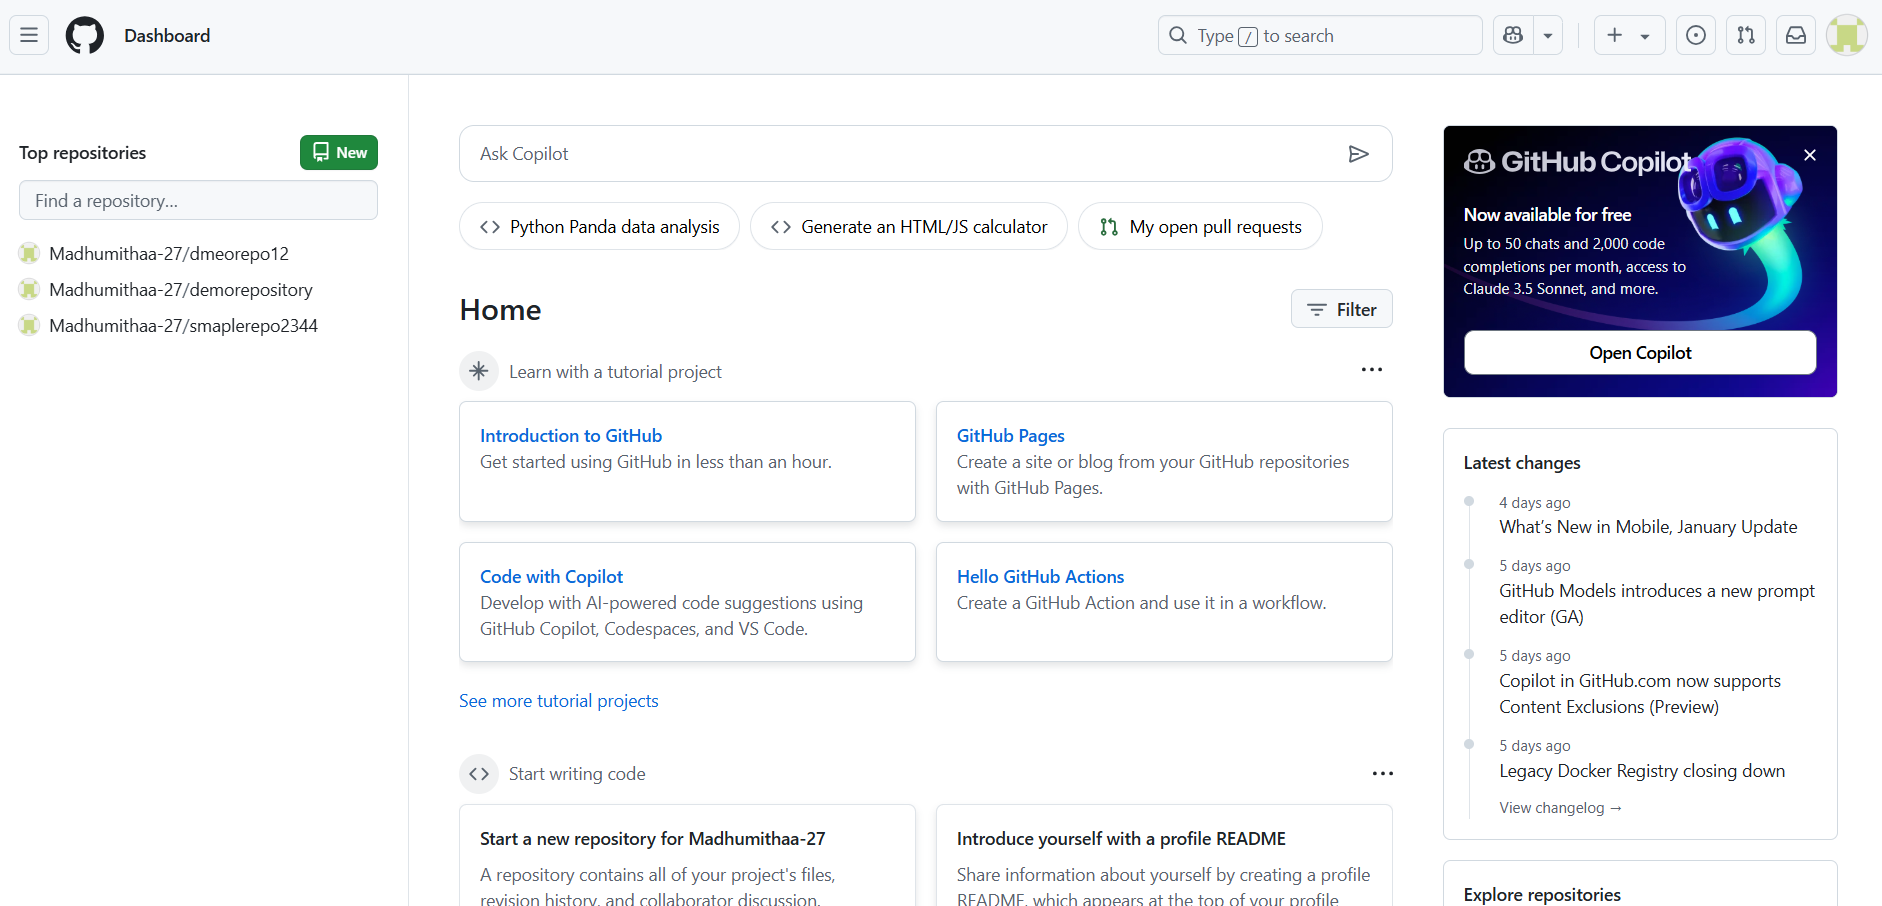 Dashboard
Type / to search
Top repositories
New
Find a repository...
Madhumithaa-27/dmeorepo12
Madhumithaa-27/demorepository
Madhumithaa-27/smaplerepo2344
Ask Copilot
Python Panda data analysis
Generate an HTML/JS calculator
My open pull requests
Home
Filter
Learn with a tutorial project
Introduction to GitHub
Get started using GitHub in less than an hour.
GitHub Pages
Create a site or blog from your GitHub repositories
with GitHub Pages.
Code with Copilot
Develop with AI-powered code suggestions using
GitHub Copilot, Codespaces, and VS Code.
Hello GitHub Actions
Create a GitHub Action and use it in a workflow.
See more tutorial projects
Start writing code
Start a new repository for Madhumithaa-27
A repository contains all of your project's files,
revision history, and collaborator discussion.
Introduce yourself with a profile README
Share information about yourself by creating a profile
README, which appears at the top of your profile
GitHub Copilot
Now available for free
Up to 50 chats and 2,000 code
completions per month, access to
Claude 3.5 Sonnet, and more.
Open Copilot
Latest changes
4 days ago
What’s New in Mobile, January Update
5 days ago
GitHub Models introduces a new prompt
editor (GA)
5 days ago
Copilot in GitHub.com now supports
Content Exclusions (Preview)
5 days ago
Legacy Docker Registry closing down
View changelog →
Explore repositories